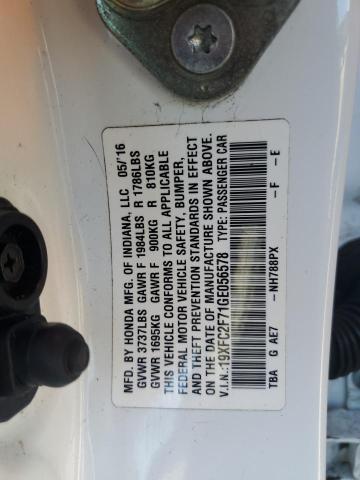 MFD. BY HONDA MFG. OF INDIANA, LLC 05/'16
GVWR 3737LBS GAWR F 1984LBS R 1786LBS
GVWR 1695KG GAWR F 900KG R 810KG
THIS VEHICLE CONFORMS TO ALL APPLICABLE
FEDERAL MOTOR VEHICLE SAFETY, BUMPER,
AND THEFT PREVENTION STANDARDS IN EFFECT
ON THE DATE OF MANUFACTURE SHOWN ABOVE.
V.I.N.:19XFC2F71GE056578 TYPE: PASSENGER CAR
TBA G AE7 -NH788PX -F -E